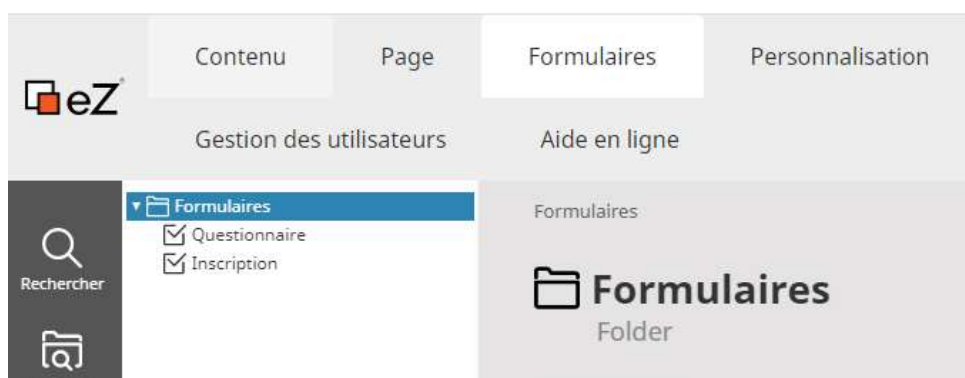 Contenu Page Formulaires Personnalisation
eZ®
Gestion des utilisateurs Aide en ligne
Formulaires
Questionnaire
Inscription
Rechercher
Formulaires
Formulaires
Folder